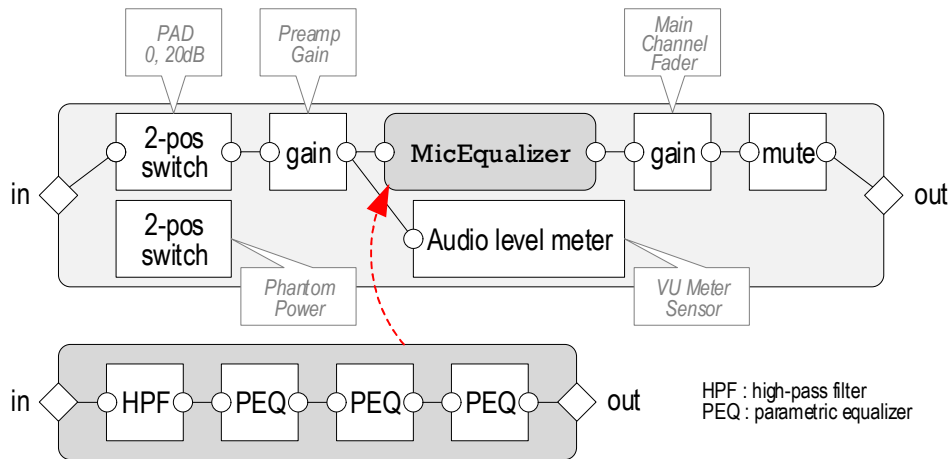 PAD
0, 20dB
Preamp
Gain
Main
Channel
Fader
in
2-pos
switch
gain
MicEqualizer
gain
mute
out
2-pos
switch
Audio level meter
Phantom
Power
VU Meter
Sensor
in
HPF
PEQ
PEQ
PEQ
out
HPF : high-pass filter
PEQ : parametric equalizer